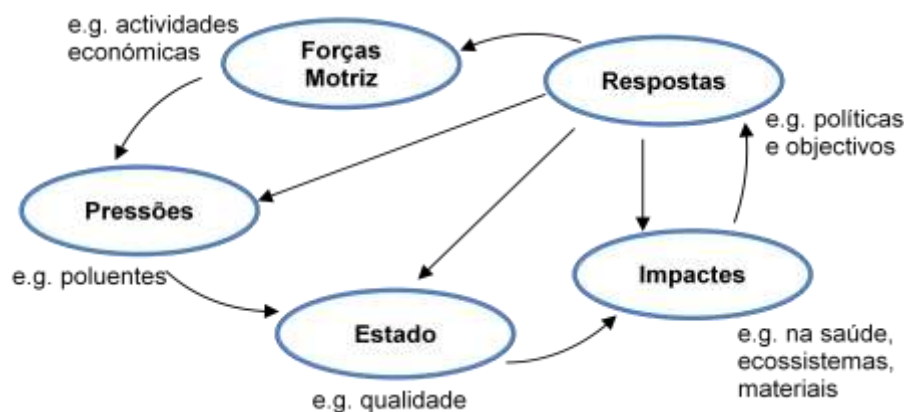 e.g. actividades
económicas
Forças
Motriz
Respostas
e.g. políticas
e objectivos
Pressões
e.g. poluentes
Impactes
Estado
e.g. na saúde,
ecossistemas,
materiais
e.g. qualidade